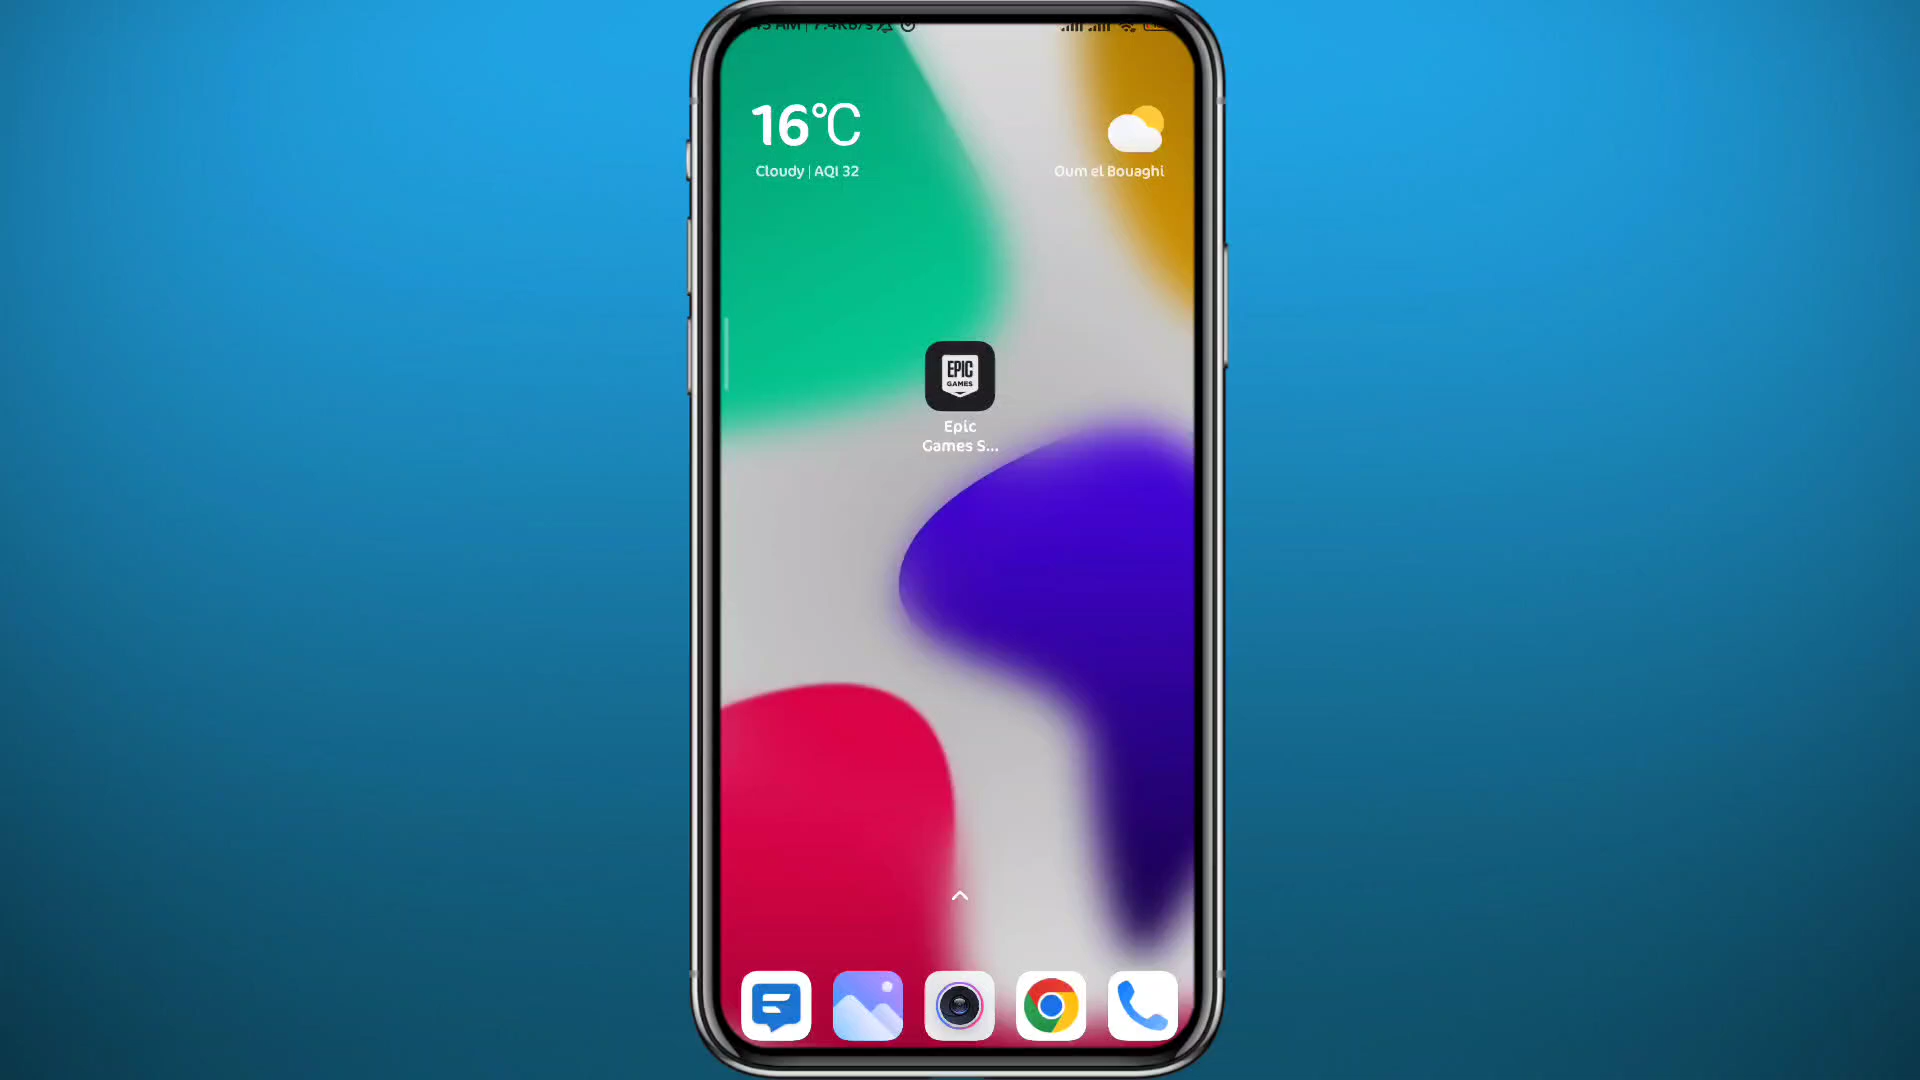 16°C
Cloudy | AQI 32
Oum el Bouaghi
EPIC
GAMES
Epic
Games S...